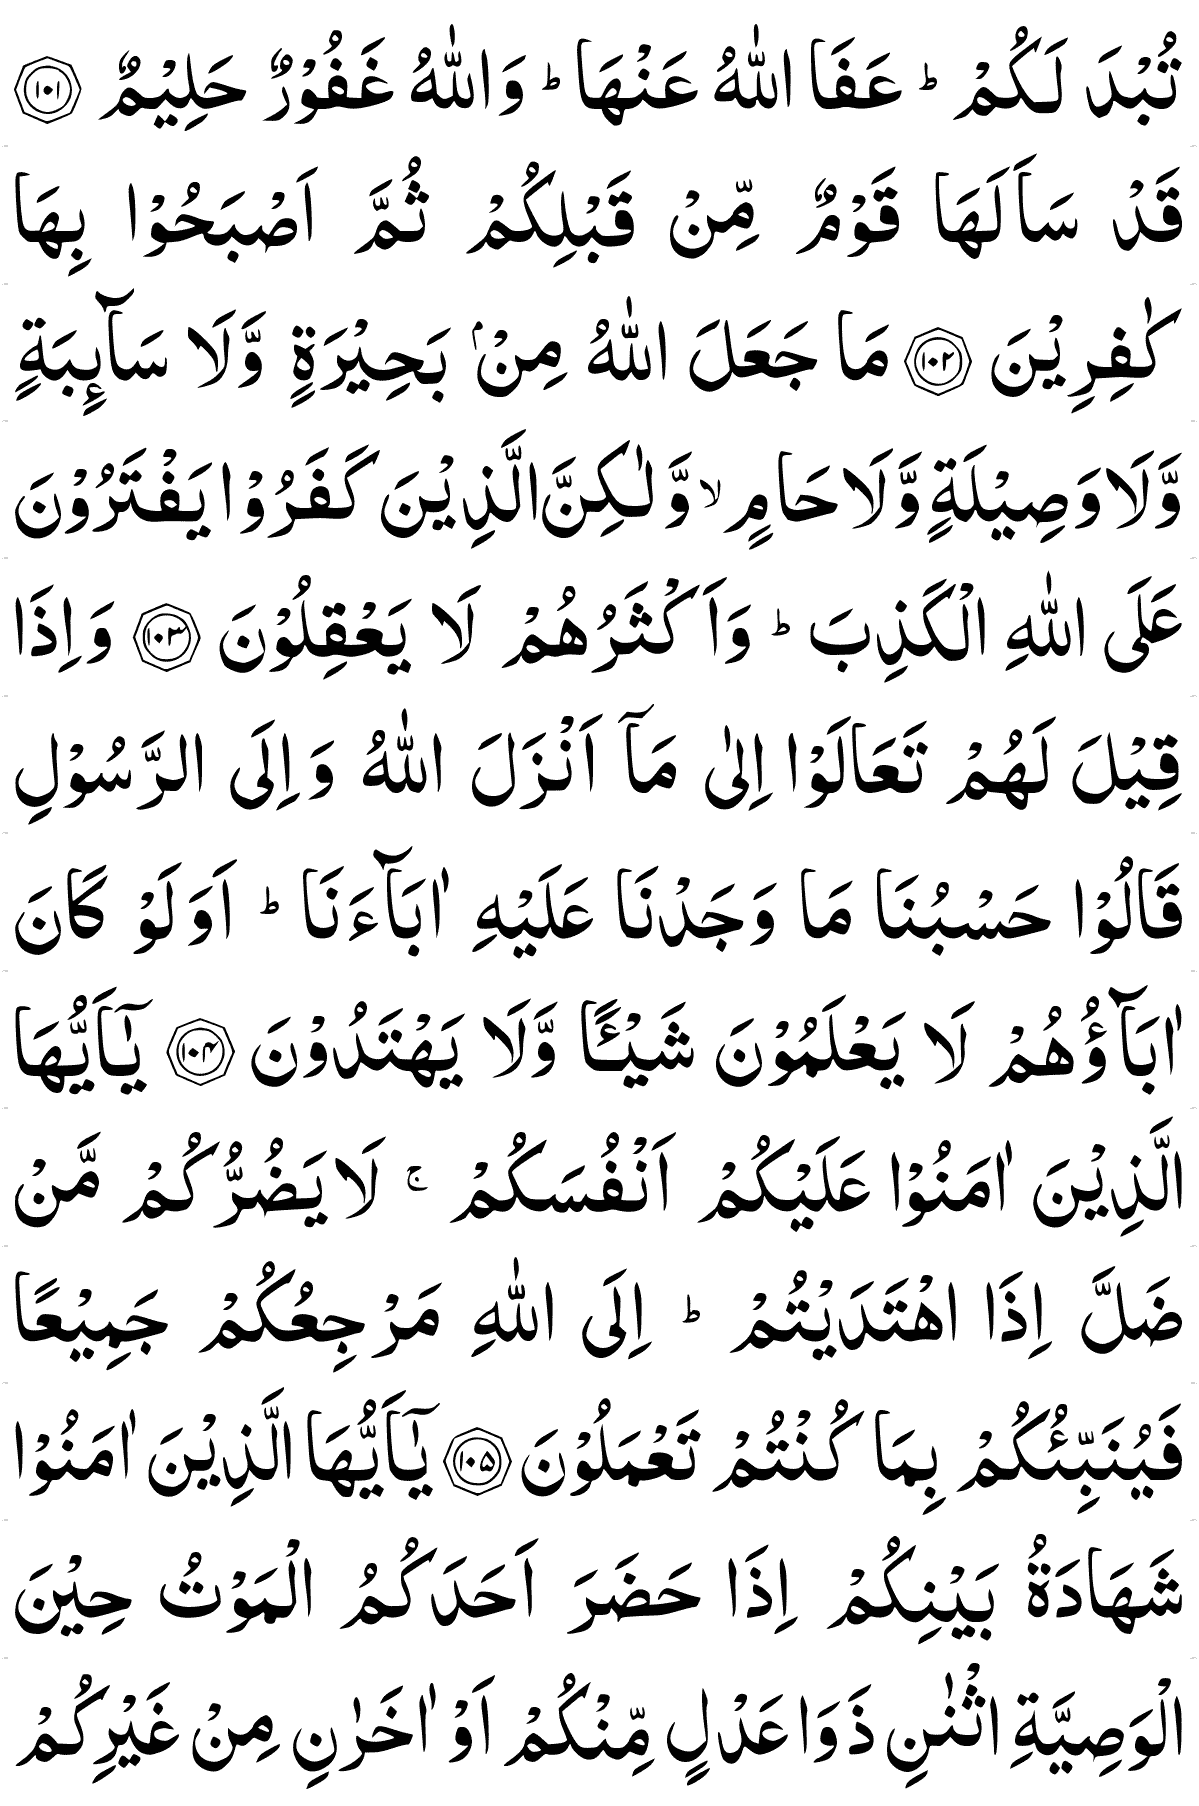 تُبْدَ لَكُمْ ؕ عَفَا اللّٰهُ عَنْهَا ؕ وَاللّٰهُ غَفُوْرٌ حَلِيْمٌ ﴿۱۰۱﴾
قَدْ سَاَلَهَا قَوْمٌ مِّنْ قَبْلِكُمْ ثُمَّ اَصْبَحُوْا بِهَا
كٰفِرِيْنَ ﴿۱۰۲﴾ مَا جَعَلَ اللّٰهُ مِنْۢ بَحِيْرَةٍ وَّلَا سَآىِٕبَةٍ
وَّلَا وَصِيْلَةٍ وَّلَا حَامٍ ۙ وَّلٰكِنَّ الَّذِيْنَ كَفَرُوْا يَفْتَرُوْنَ
عَلَى اللّٰهِ الْكَذِبَ ؕ وَاَكْثَرُهُمْ لَا يَعْقِلُوْنَ ﴿۱۰۳﴾ وَاِذَا
قِيْلَ لَهُمْ تَعَالَوْا اِلٰى مَاۤ اَنْزَلَ اللّٰهُ وَاِلَى الرَّسُوْلِ
قَالُوْا حَسْبُنَا مَا وَجَدْنَا عَلَيْهِ اٰبَآءَنَا ؕ اَوَلَوْ كَانَ
اٰبَآؤُهُمْ لَا يَعْلَمُوْنَ شَيْـًٔا وَّلَا يَهْتَدُوْنَ ﴿۱۰۴﴾ يٰۤاَيُّهَا
الَّذِيْنَ اٰمَنُوْا عَلَيْكُمْ اَنْفُسَكُمْ ۚ لَا يَضُرُّكُمْ مَّنْ
ضَلَّ اِذَا اهْتَدَيْتُمْ ؕ اِلَى اللّٰهِ مَرْجِعُكُمْ جَمِيْعًا
فَيُنَبِّئُكُمْ بِمَا كُنْتُمْ تَعْمَلُوْنَ ﴿۱۰۵﴾ يٰۤاَيُّهَا الَّذِيْنَ اٰمَنُوْا
شَهَادَةُ بَيْنِكُمْ اِذَا حَضَرَ اَحَدَكُمُ الْمَوْتُ حِيْنَ
الْوَصِيَّةِ اثْنٰنِ ذَوَا عَدْلٍ مِّنْكُمْ اَوْ اٰخَرٰنِ مِنْ غَيْرِكُمْ